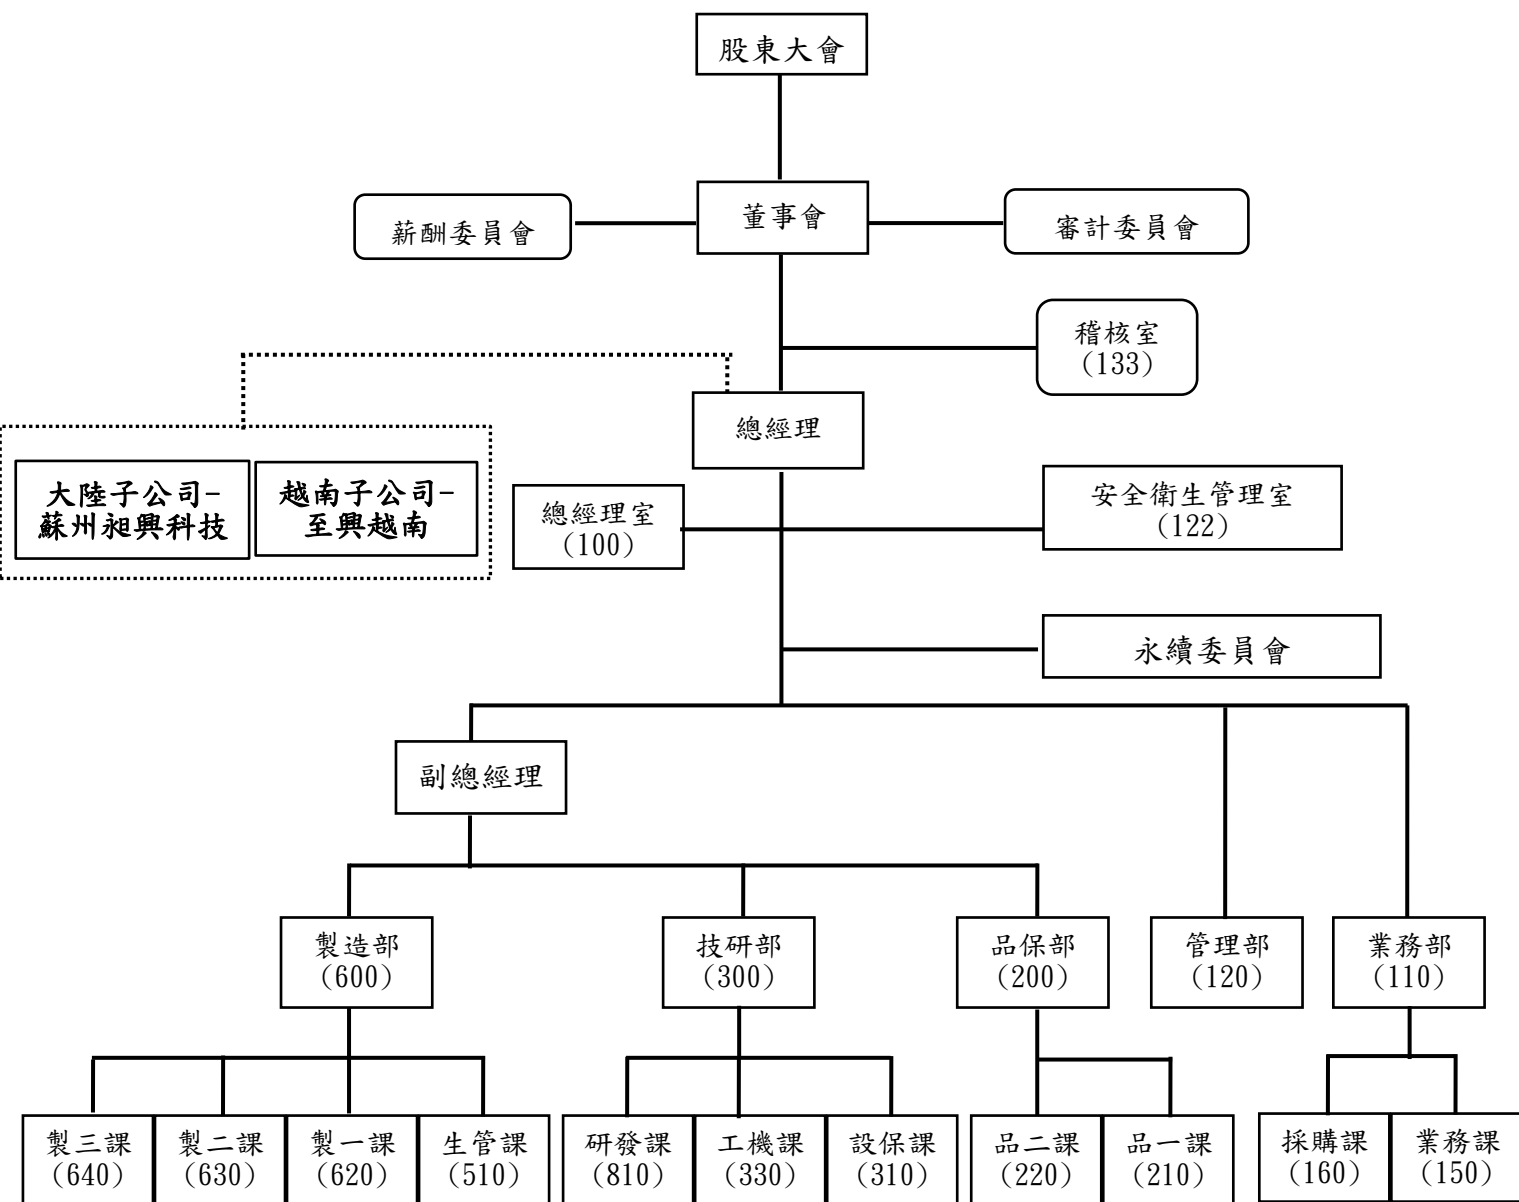 股東大會
薪酬委員會
董事會
審計委員會
稽核室
(133)
總經理
大陸子公司-
蘇州昶興科技
越南子公司-
至興越南
總經理室
(100)
安全衛生管理室
(122)
永續委員會
副總經理
製造部
(600)
技研部
(300)
品保部
(200)
管理部
(120)
業務部
(110)
製三課
(640)
製二課
(630)
製一課
(620)
生管課
(510)
研發課
(810)
工機課
(330)
設保課
(310)
品二課
(220)
品一課
(210)
採購課
(160)
業務課
(150)